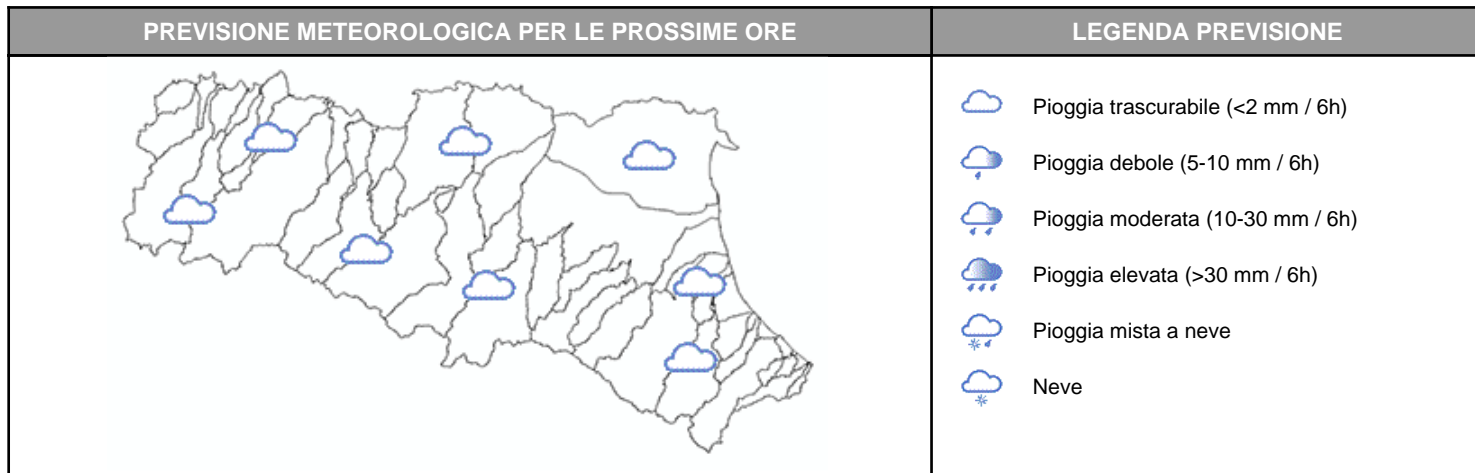 PREVISIONE METEOROLOGICA PER LE PROSSIME ORE
LEGENDA PREVISIONE
Pioggia trascurabile (<2 mm / 6h)
Pioggia debole (5-10 mm / 6h)
Pioggia moderata (10-30 mm / 6h)
Pioggia elevata (>30 mm / 6h)
Pioggia mista a neve
Neve